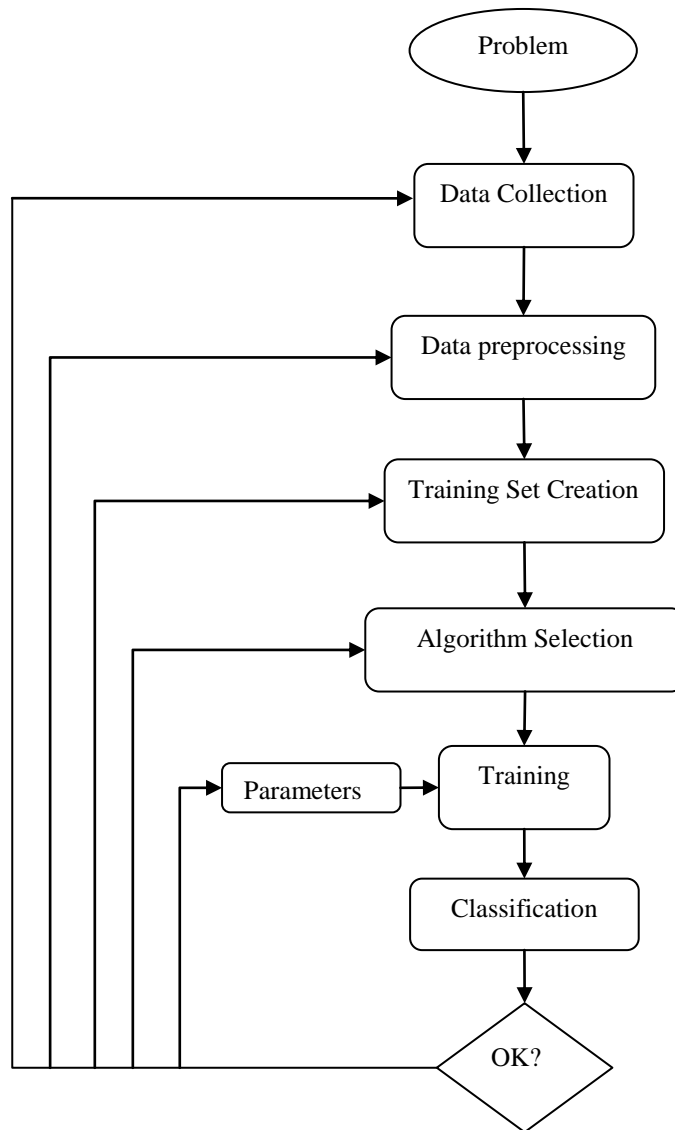 Problem
Data Collection
Data preprocessing
Training Set Creation
Algorithm Selection
Parameters
Training
Classification
OK?